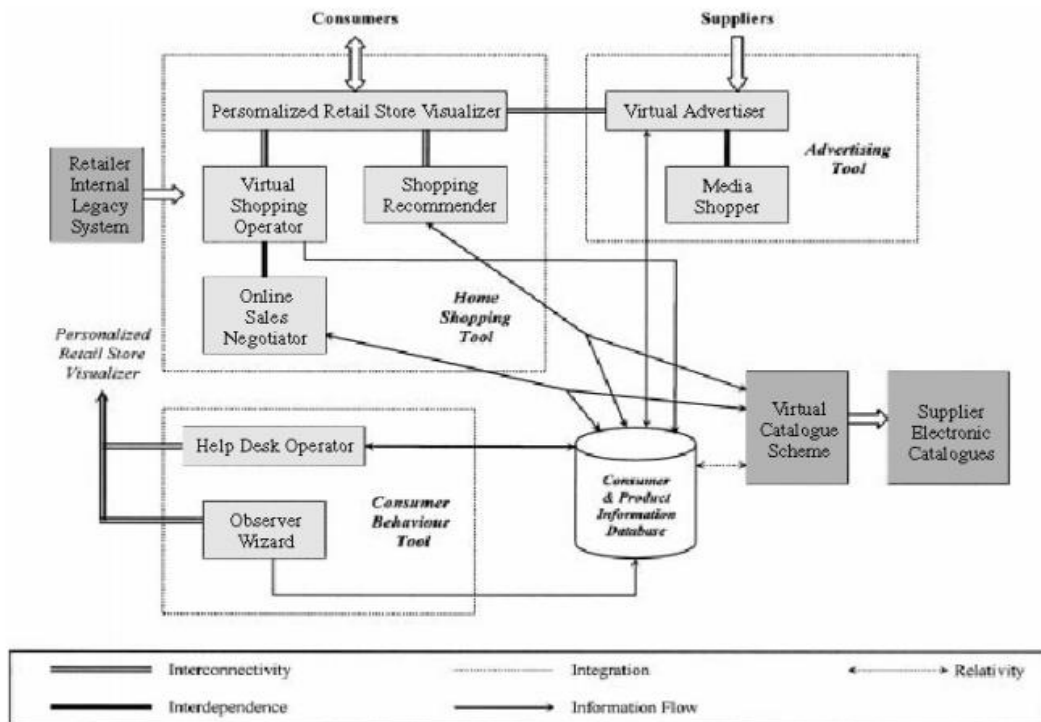 Consumers
Suppliers
Personalized Retail Store Visualizer
Virtual Advertiser
Advertising
Tool
Retailer
Internal
Legacy
System
Virtual
Shopping
Operator
Shopping
Recommender
Media
Shopper
Online
Sales
Negotiator
Home
Shopping
Tool
Personalized
Retail Store
Visualizer
Virtual
Catalogue
Scheme
Supplier
Electronic
Catalogues
Help Desk Operator
Consumer
Behaviour
Tool
Consumer
& Product
Information
Database
Observer
Wizard
Interconnectivity
Integration
Relativity
Interdependence
Information Flow